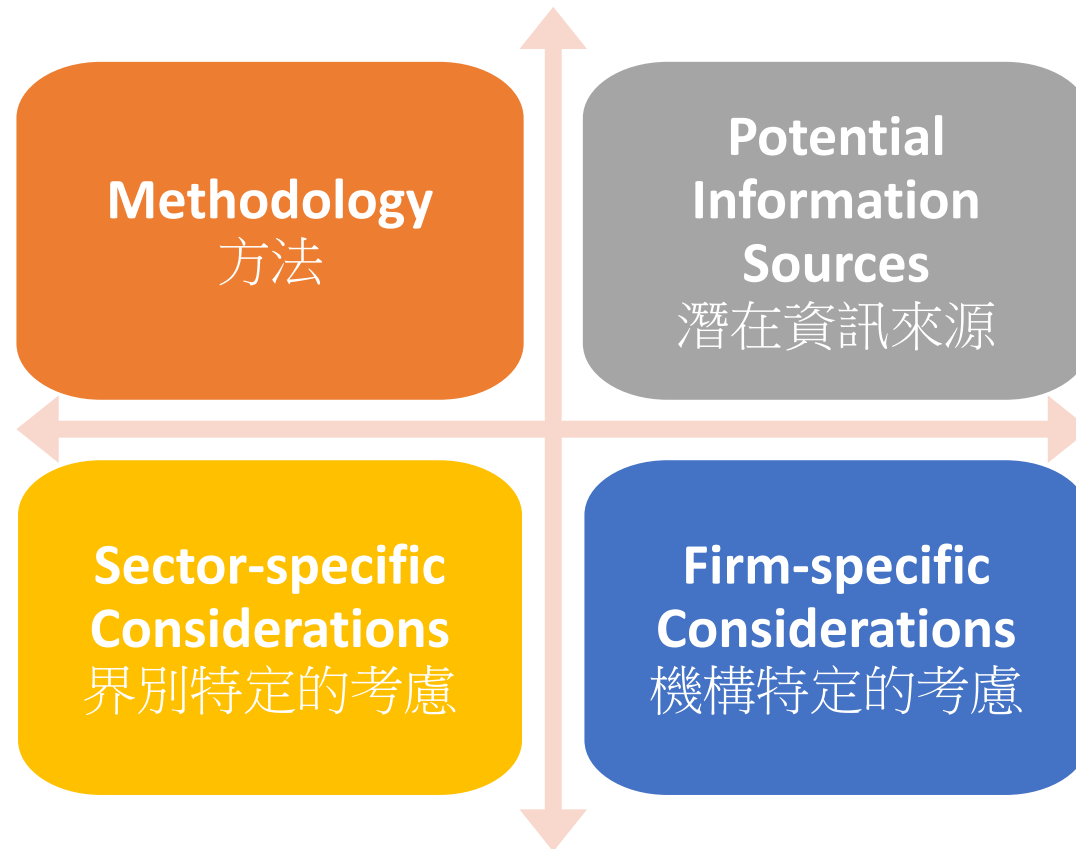 Methodology
方法
Potential
Information
Sources
潛在資訊來源
Sector-specific
Considerations
界別特定的考慮
Firm-specific
Considerations
機構特定的考慮